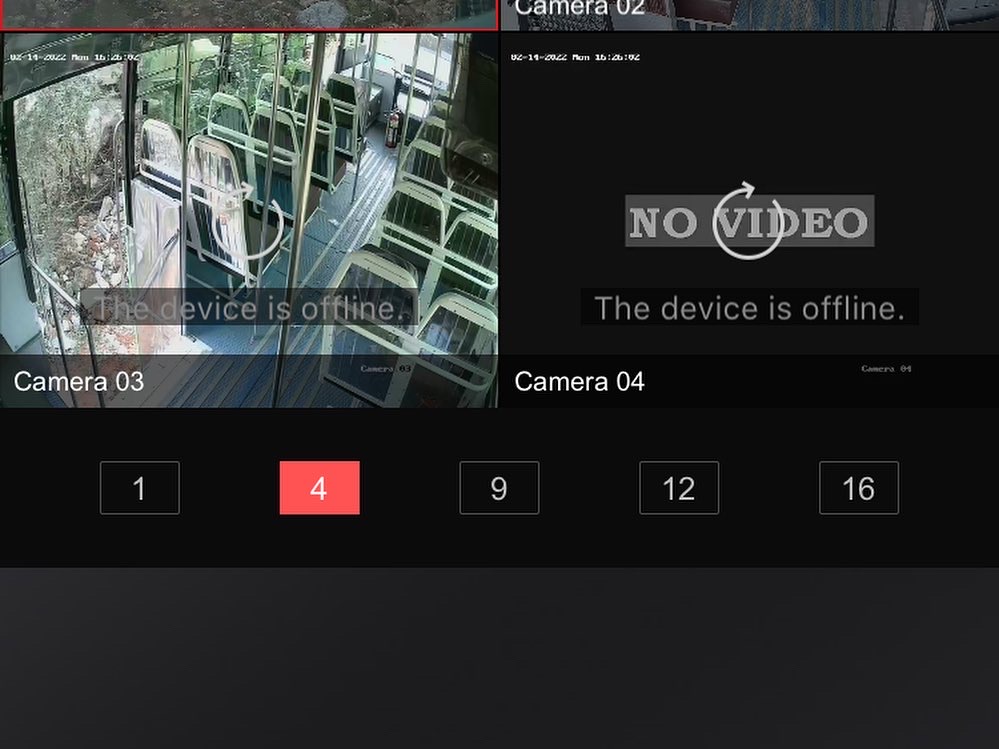 Camera 02
02-14-2022 Mon 16:26:02
02-14-2022 Mon 16:26:02
NO VIDEO
The device is offline.
The device is offline.
Camera 03
Camera 04
Camera 03
Camera 04
1
4
9
12
16